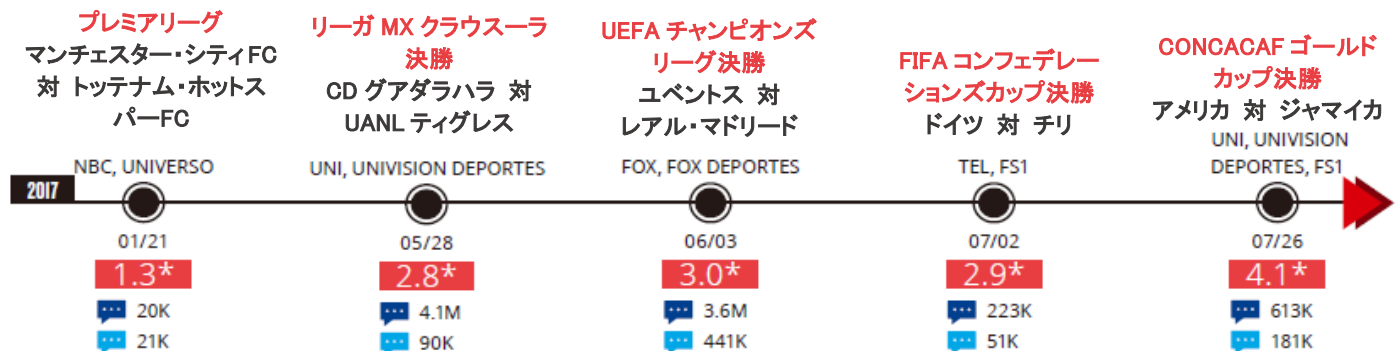 プレミアリーグ
マンチェスター・シティFC
対 トッテナム・ホットス
パーFC
NBC, UNIVERSO
リーガ MX クラウスーラ
決勝
CD グアダラハラ 対
UANL ティグレス
UNI, UNIVISION DEPORTES
UEFA チャンピオンズ
リーグ決勝
ユベントス 対
レアル・マドリード
FOX, FOX DEPORTES
FIFA コンフェデレー
ションズカップ決勝
ドイツ 対 チリ
TEL, FS1
CONCACAF ゴールド
カップ決勝
アメリカ 対 ジャマイカ
UNI, UNIVISION
DEPORTES, FS1
2017
01/21
1.3*
20K
21K
05/28
2.8*
4.1M
90K
06/03
3.0*
3.6M
441K
07/02
2.9*
223K
51K
07/26
4.1*
613K
181K